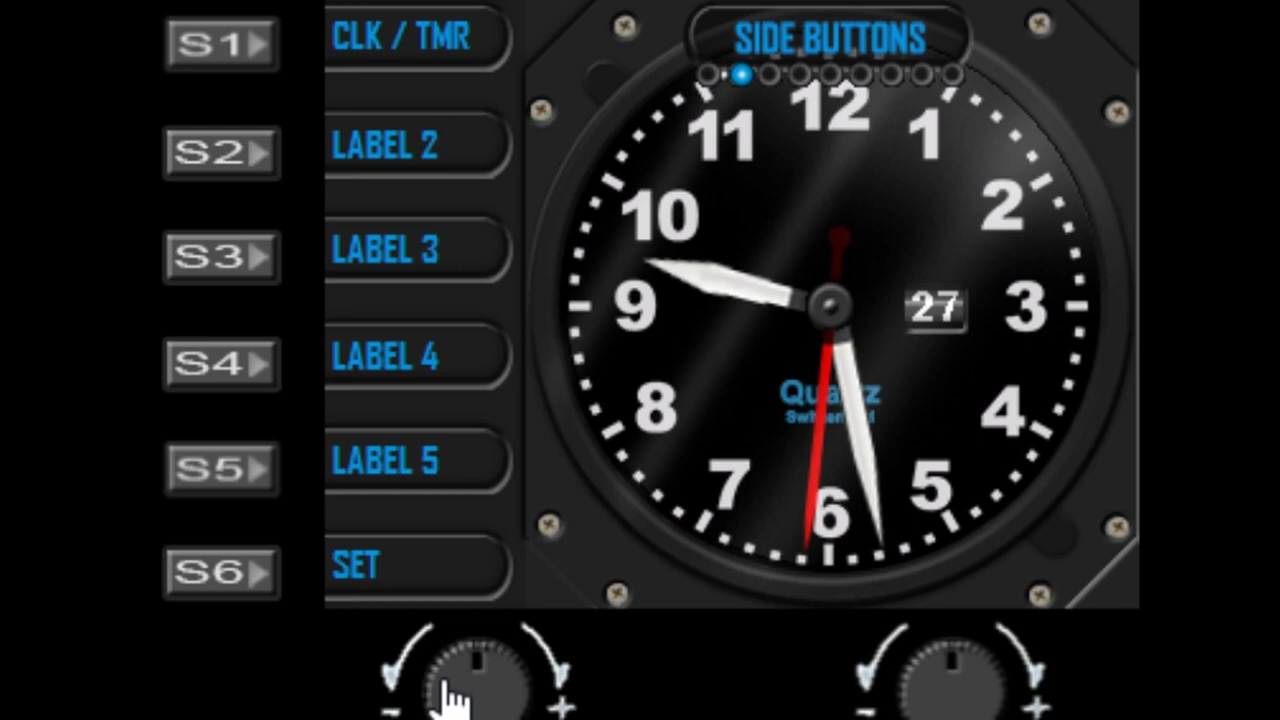 S1
CLK / TMR
S2
LABEL 2
S3
LABEL 3
S4
LABEL 4
S5
LABEL 5
S6
SET
SIDE BUTTONS
12
11
1
10
2
9
27
3
8
4
7
5
6
- +
- +